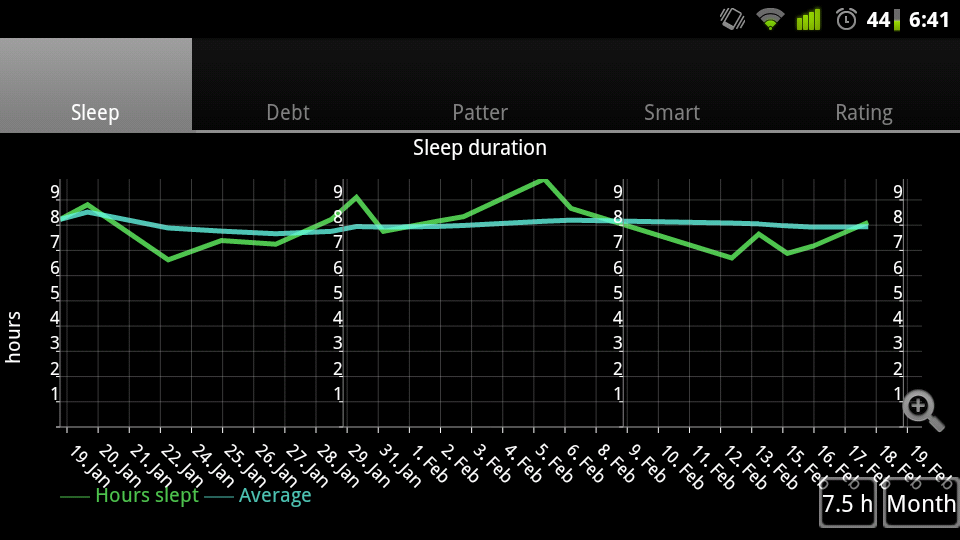 44 6:41
Sleep Debt Patter Smart Rating
Sleep duration
9 9 9 9
8 8 8 8
7 7 7 7
6 6 6 6
5 5 5 5
4 4 4 4
3 3 3 3
2 2 2 2
1 1 1 1
hours
19. Jan 20. Jan 21. Jan 22. Jan 24. Jan 25. Jan 26. Jan 27. Jan 28. Jan 29. Jan 31. Jan 1. Feb 2. Feb 3. Feb 4. Feb 5. Feb 6. Feb 8. Feb 9. Feb 10. Feb 11. Feb 12. Feb 13. Feb 15. Feb 16. Feb 17. Feb 18. Feb 19. Feb
Hours slept Average
7.5 h Month